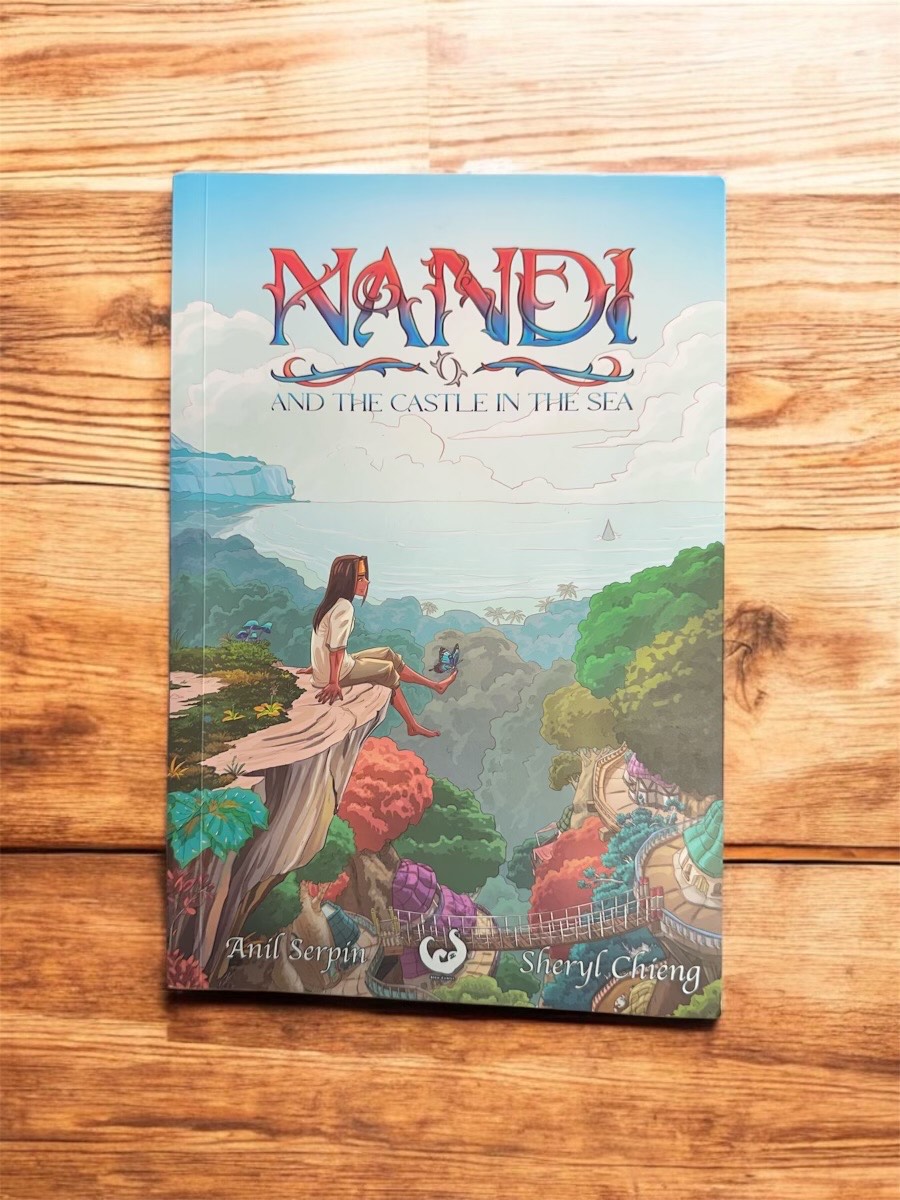 NANDI
AND THE CASTLE IN THE SEA
Anil Serpin
Sheryl Chieng